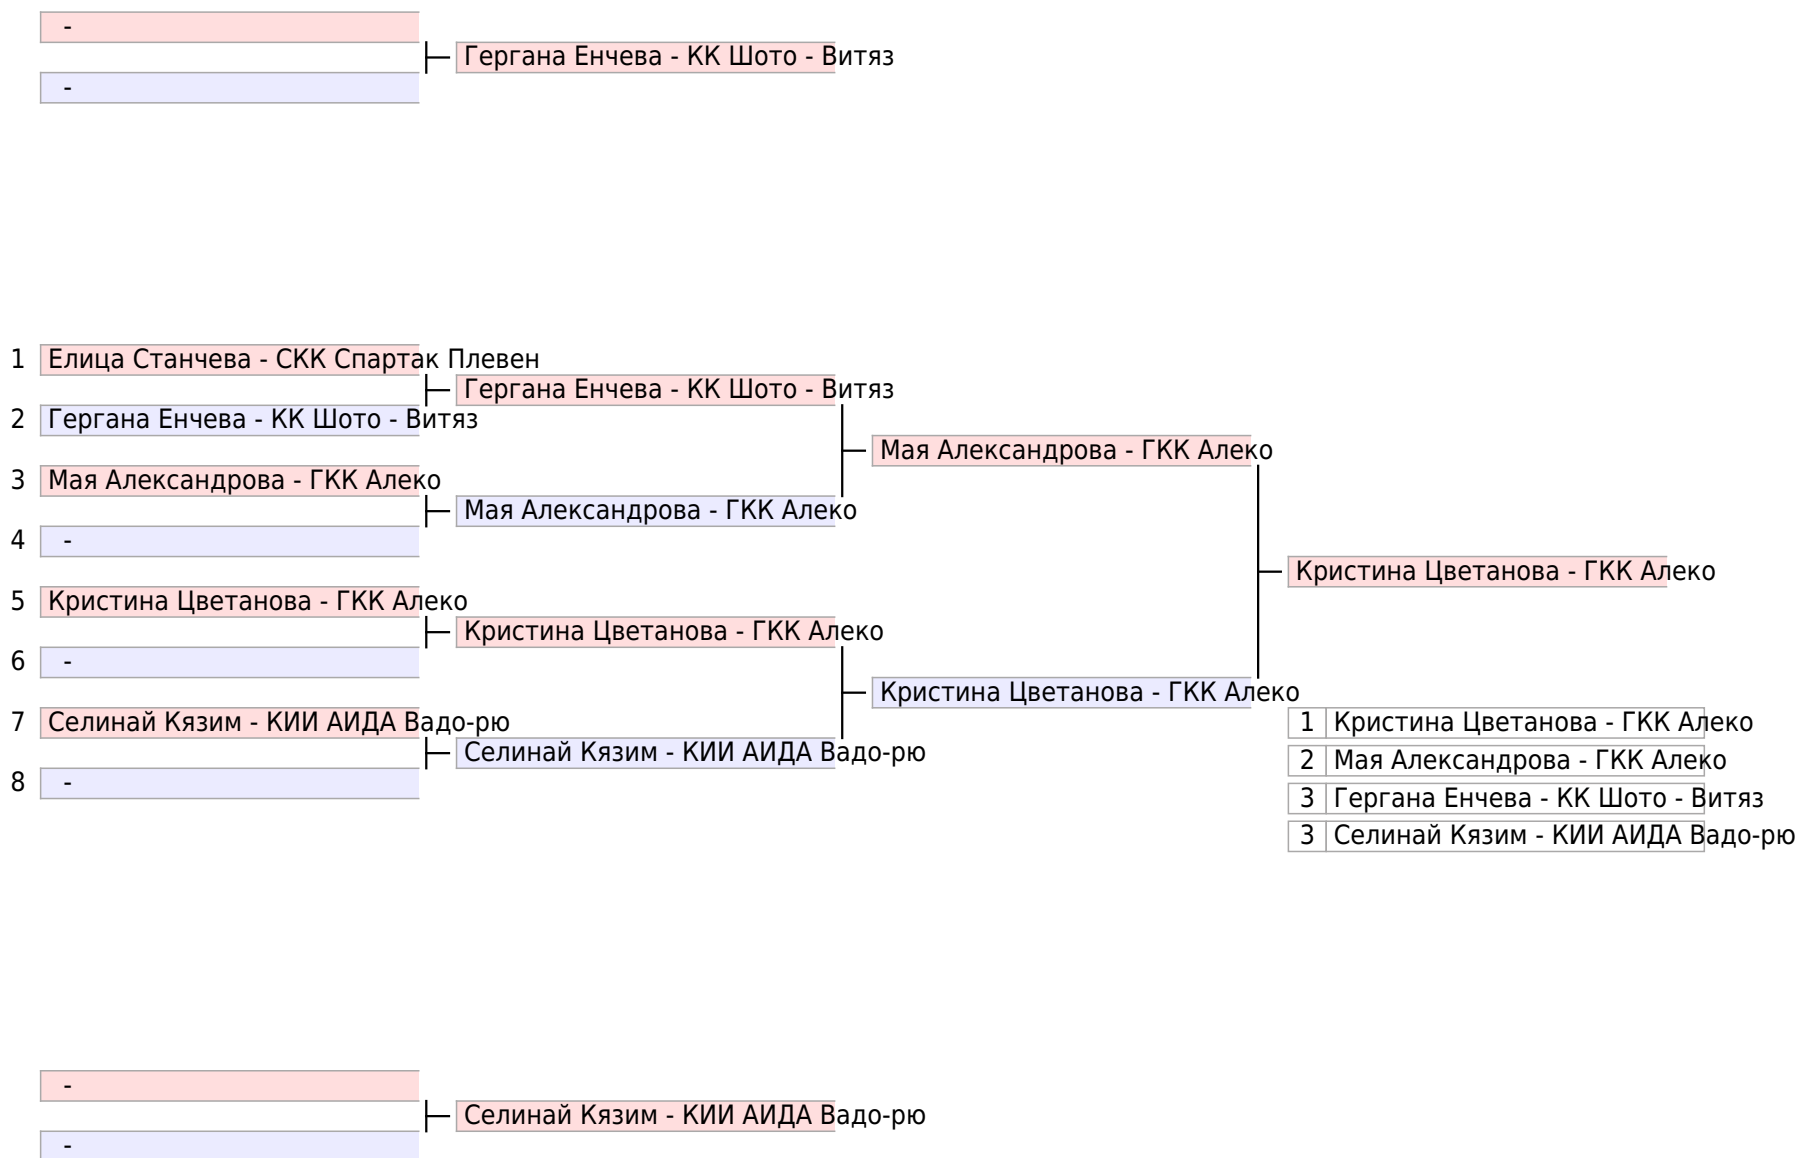 -
Гергана Енчева - КК Шото - Витяз
-
1 Елица Станчева - СКК Спартак Плевен
Гергана Енчева - КК Шото - Витяз
2 Гергана Енчева - КК Шото - Витяз
Мая Александрова - ГКК Алеко
3 Мая Александрова - ГКК Алеко
Мая Александрова - ГКК Алеко
4 -
Кристина Цветанова - ГКК Алеко
5 Кристина Цветанова - ГКК Алеко
Кристина Цветанова - ГКК Алеко
6 -
Кристина Цветанова - ГКК Алеко
7 Селинай Кязим - КИИ АИДА Вадо-рю
Селинай Кязим - КИИ АИДА Вадо-рю
8 -
1 Кристина Цветанова - ГКК Алеко
2 Мая Александрова - ГКК Алеко
3 Гергана Енчева - КК Шото - Витяз
3 Селинай Кязим - КИИ АИДА Вадо-рю
-
Селинай Кязим - КИИ АИДА Вадо-рю
-